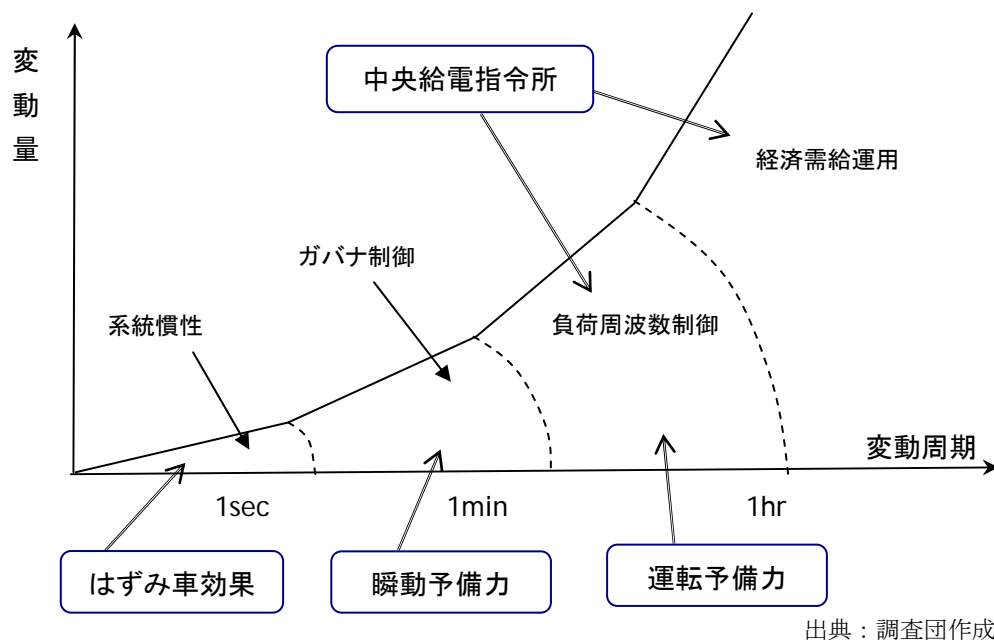 変動量
中央給電指令所
経済需給運用
ガバナ制御
系統慣性
負荷周波数制御
変動周期
1sec
1min
1hr
はずみ車効果
瞬動予備力
運転予備力
出典：調査団作成